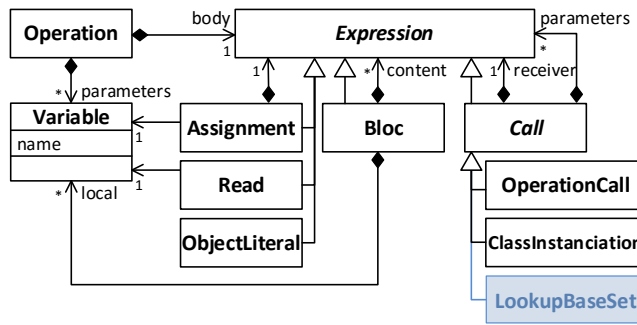 Operation
body
1
Expression
parameters
*
*
parameters
1
*
content
1
receiver
Variable
name
1
Assignment
Bloc
Call
1
Read
*
local
OperationCall
ObjectLiteral
ClassInstanciation
LookupBaseSet